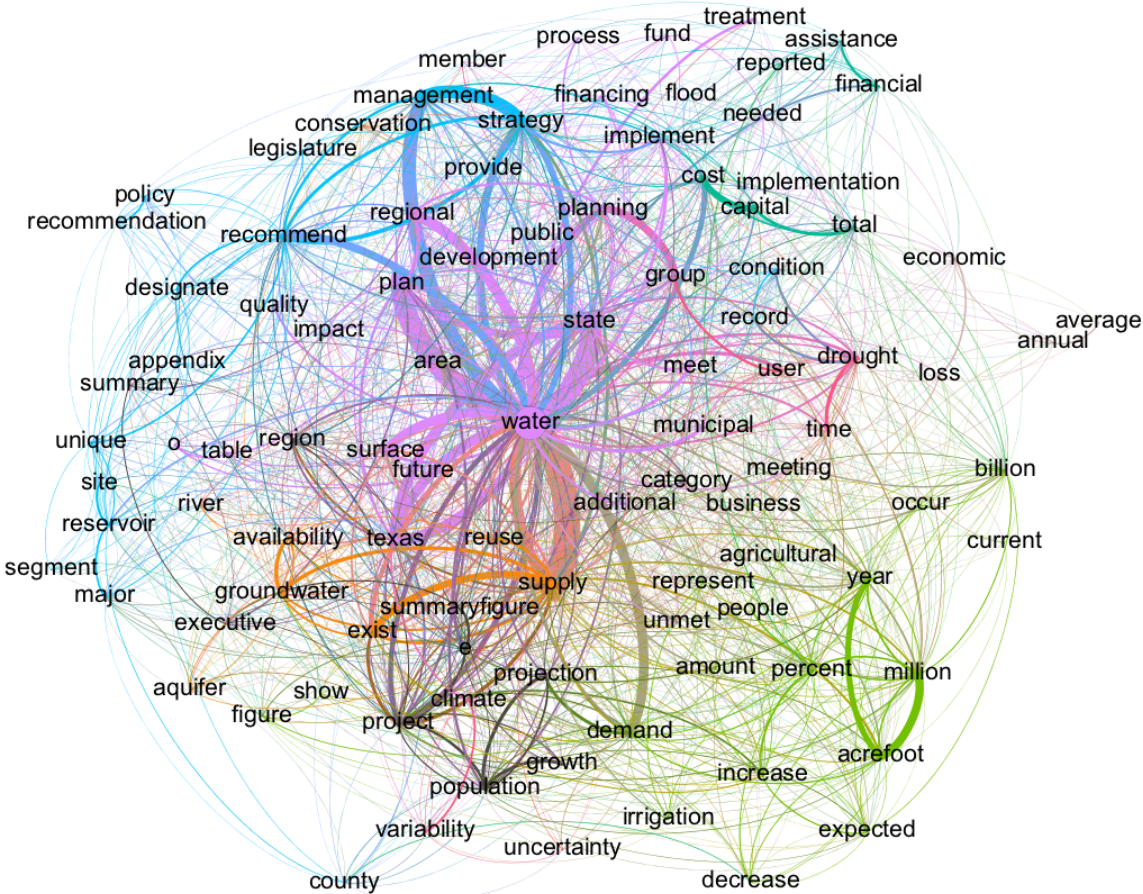 treatment
process
fund
assistance
member
reported
management
financing
flood
financial
conservation
strategy
needed
legislature
implement
provide
cost
implementation
policy
capital
recommendation
regional
planning
total
recommend
public
development
economic
plan
group
condition
designate
quality
impact
state
record
average
annual
appendix
area
meet
user
drought
loss
summary
water
unique
o
table
region
surface
municipal
time
future
category
meeting
billion
site
river
additional
business
occur
reservoir
availability
texas
reuse
current
segment
agricultural
major
groundwater
supply
represent
year
executive
summaryfigure
people
exist
unmet
e
aquifer
show
projection
amount
percent
million
climate
figure
project
demand
acrefoot
growth
increase
population
variability
irrigation
expected
uncertainty
county
decrease